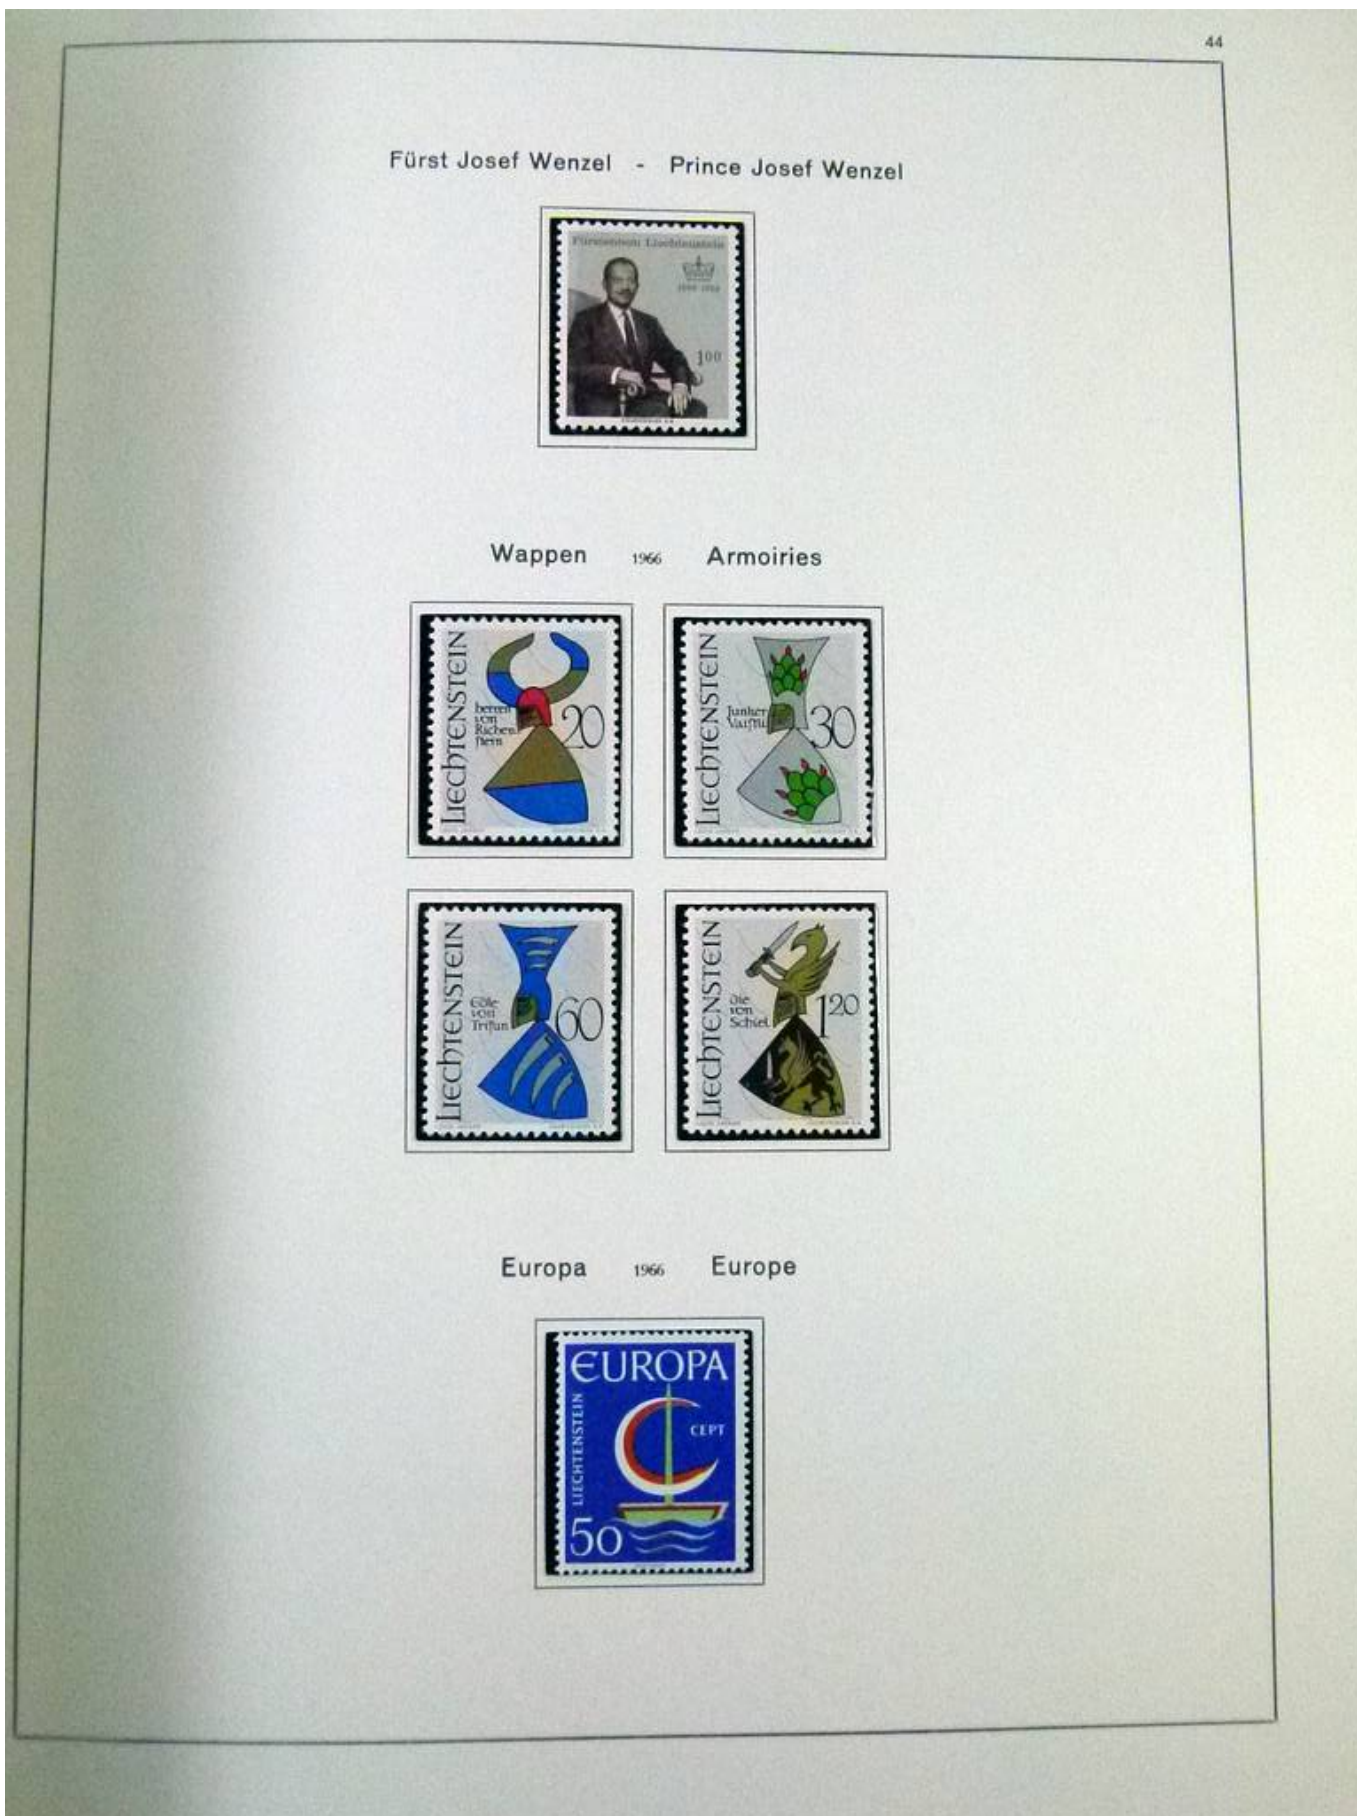 44
Fürst Josef Wenzel - Prince Josef Wenzel
Fürstentum Liechtenstein
1 00
Wappen 1966 Armoiries
LIECHTENSTEIN
herren
von
Richen
stein
20
LIECHTENSTEIN
Junker
30
LIECHTENSTEIN
Edle
von
Trisun
60
LIECHTENSTEIN
die
von
Schiel
1 20
Europa 1966 Europe
EUROPA
LIECHTENSTEIN
CEPT
50